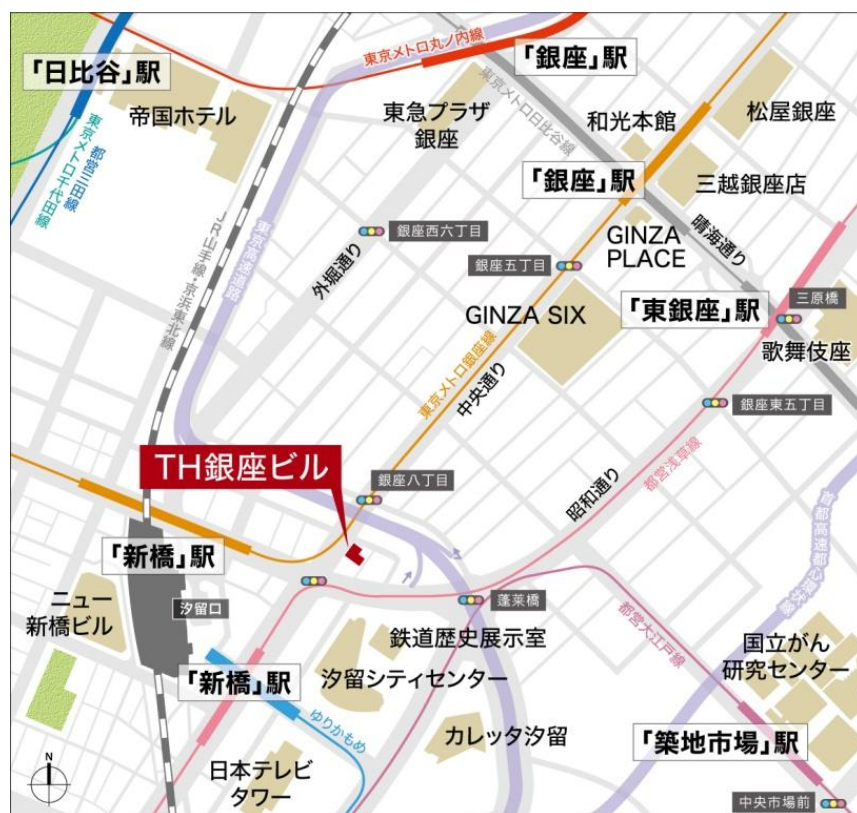 東京メトロ丸ノ内線
「銀座」駅
「日比谷」駅
帝国ホテル
東急プラザ
銀座
東京メトロ日比谷線
和光本館
松屋銀座
都営三田線
東京メトロ千代田線
「銀座」駅
三越銀座店
JR山手線・京浜東北線
東京高速道路
銀座西六丁目
外堀通り
GINZA
PLACE
晴海通り
銀座五丁目
GINZA SIX
「東銀座」駅
三原橋
歌舞伎座
東京メトロ銀座線
中央通り
銀座東五丁目
都営浅草線
昭和通り
TH銀座ビル
銀座八丁目
首都高速都心環状線
「新橋」駅
ニュー
新橋ビル
汐留口
蓬莱橋
鉄道歴史展示室
都営大江戸線
国立がん
研究センター
「新橋」駅
汐留シティセンター
ゆりかもめ
カレッタ汐留
「築地市場」駅
日本テレビ
タワー
中央市場前
N